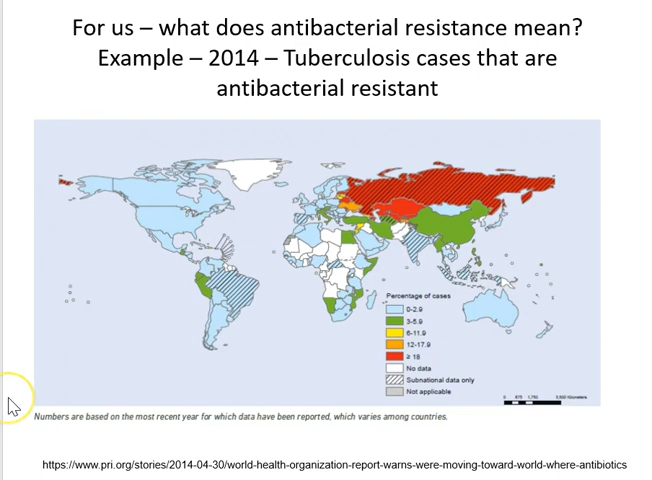 For us – what does antibacterial resistance mean?
Example – 2014 – Tuberculosis cases that are
antibacterial resistant
Percentage of cases
0-2.9
3-5.9
6-11.9
12-17.9
≥ 18
No data
Subnational data only
Not applicable
Numbers are based on the most recent year for which data have been reported, which varies among countries.
https://www.pri.org/stories/2014-04-30/world-health-organization-report-warns-were-moving-toward-world-where-antibiotics